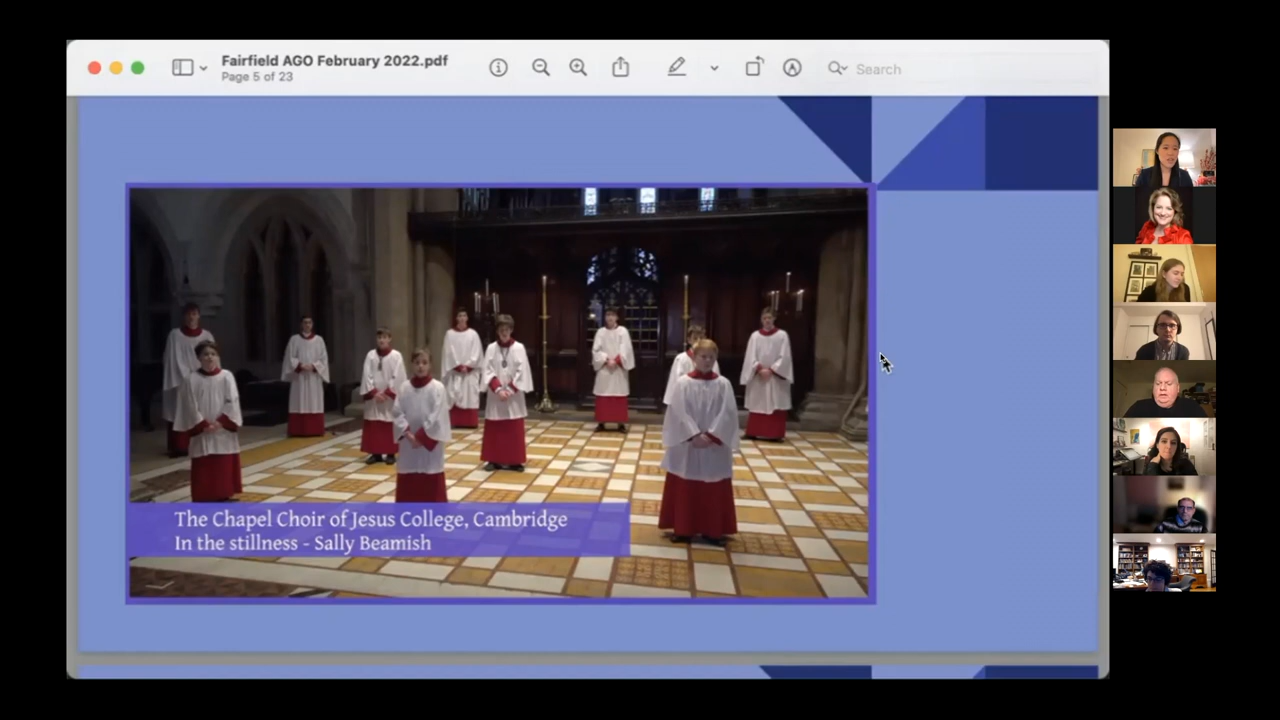 Fairfield AGO February 2022.pdf
Page 5 of 23
Search
The Chapel Choir of Jesus College, Cambridge
In the stillness - Sally Beamish